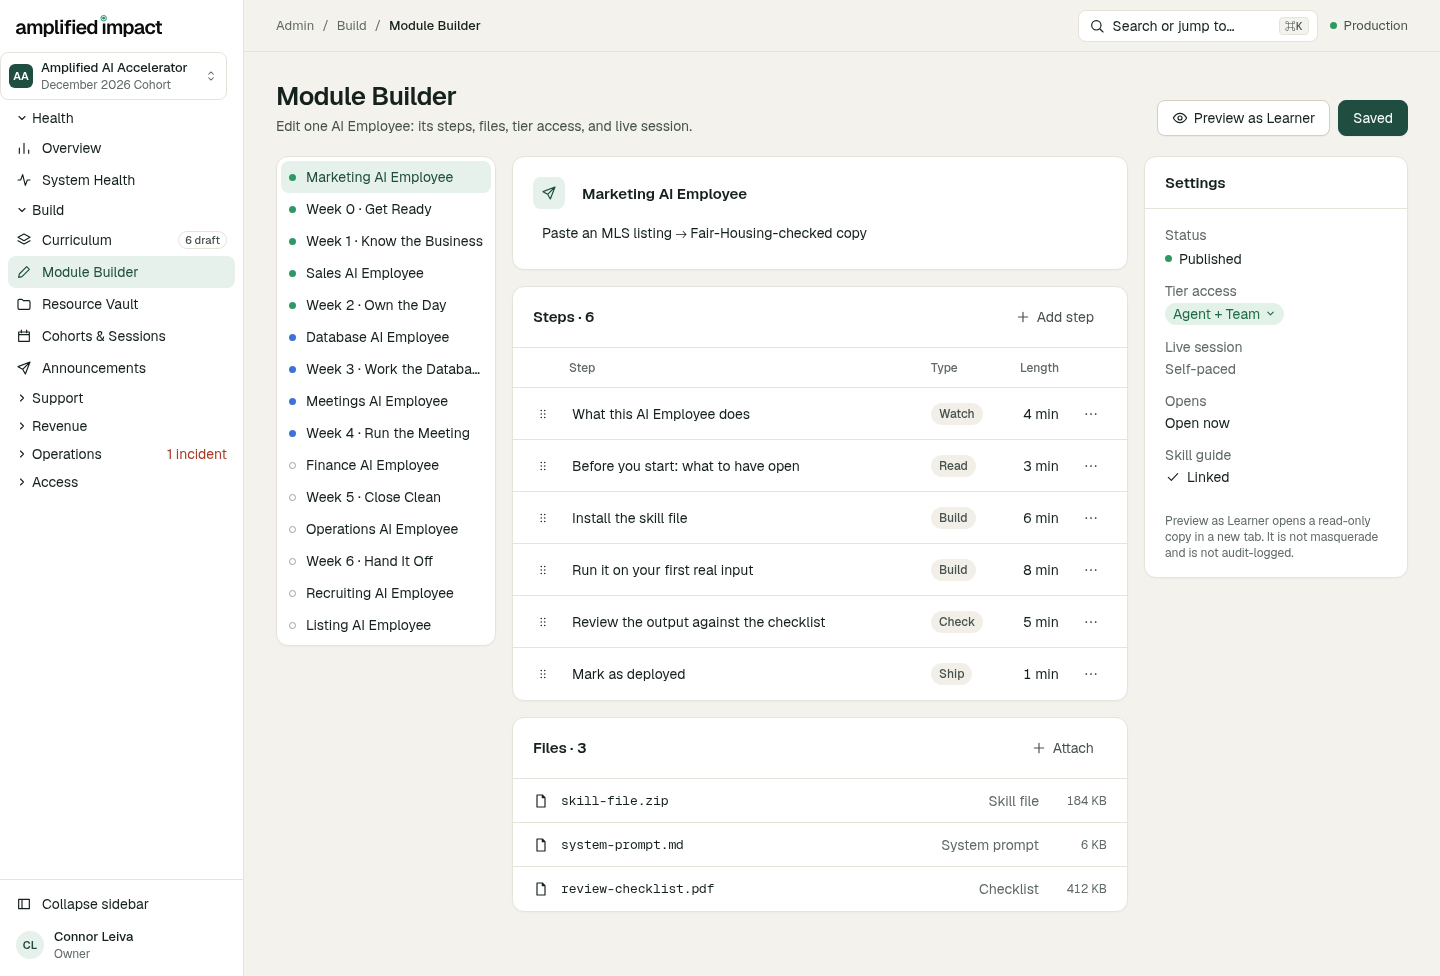 amplified impact
AA
Amplified AI Accelerator
December 2026 Cohort
Health
Overview
System Health
Build
Curriculum
6 draft
Module Builder
Resource Vault
Cohorts & Sessions
Announcements
Support
Revenue
Operations
1 incident
Access
Collapse sidebar
CL
Connor Leiva
Owner
Admin / Build / Module Builder
Search or jump to…
⌘K
Production
Module Builder
Edit one AI Employee: its steps, files, tier access, and live session.
Preview as Learner
Saved
Marketing AI Employee
Week 0 · Get Ready
Week 1 · Know the Business
Sales AI Employee
Week 2 · Own the Day
Database AI Employee
Week 3 · Work the Databa…
Meetings AI Employee
Week 4 · Run the Meeting
Finance AI Employee
Week 5 · Close Clean
Operations AI Employee
Week 6 · Hand It Off
Recruiting AI Employee
Listing AI Employee
Marketing AI Employee
Paste an MLS listing → Fair-Housing-checked copy
Steps · 6
Add step
Step Type Length
What this AI Employee does Watch 4 min
Before you start: what to have open Read 3 min
Install the skill file Build 6 min
Run it on your first real input Build 8 min
Review the output against the checklist Check 5 min
Mark as deployed Ship 1 min
Files · 3
Attach
skill-file.zip Skill file 184 KB
system-prompt.md System prompt 6 KB
review-checklist.pdf Checklist 412 KB
Settings
Status
Published
Tier access
Agent + Team
Live session
Self-paced
Opens
Open now
Skill guide
Linked
Preview as Learner opens a read-only
copy in a new tab. It is not masquerade
and is not audit-logged.